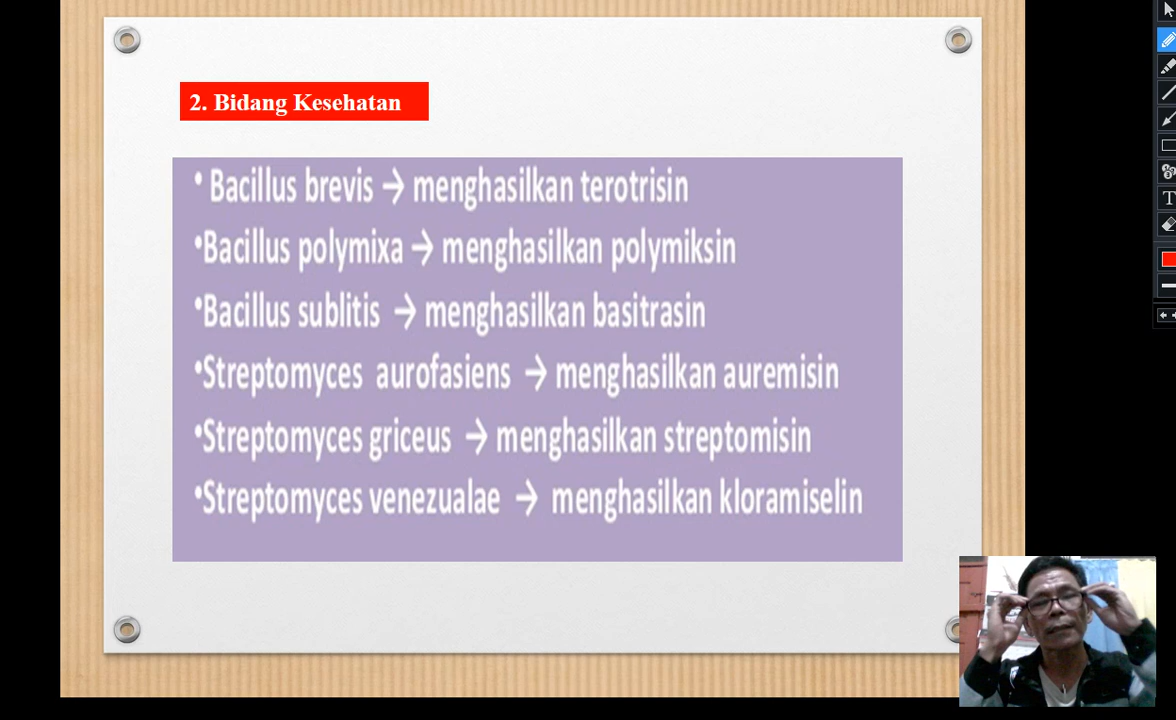 2. Bidang Kesehatan
• Bacillus brevis → menghasilkan terotrisin
•Bacillus polymixa → menghasilkan polymiksin
•Bacillus sublitis → menghasilkan basitrasin
•Streptomyces aurofasiens → menghasilkan auremisin
•Streptomyces griceus → menghasilkan streptomisin
•Streptomyces venezualae → menghasilkan kloramiselin